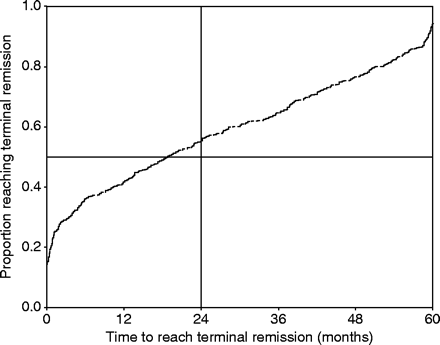 Proportion reaching terminal remission
1.0
0.8
0.6
0.4
0.2
0.0
0 12 24 36 48 60
Time to reach terminal remission (months)